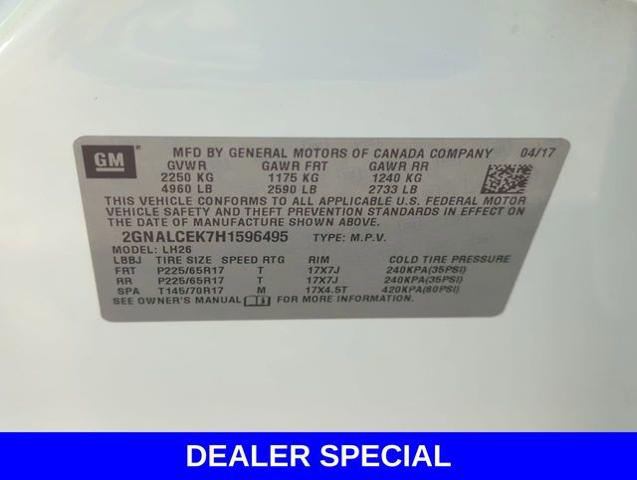 GM
MFD BY GENERAL MOTORS OF CANADA COMPANY 04/17
GVWR GAWR FRT GAWR RR
2250 KG 1175 KG 1240 KG
4960 LB 2590 LB 2733 LB
THIS VEHICLE CONFORMS TO ALL APPLICABLE U.S. FEDERAL MOTOR
VEHICLE SAFETY AND THEFT PREVENTION STANDARDS IN EFFECT ON
THE DATE OF MANUFACTURE SHOWN ABOVE.
2GNALCEK7H1596495 TYPE: M.P.V.
MODEL: LH26
LBBJ TIRE SIZE SPEED RTG RIM COLD TIRE PRESSURE
FRT P225/65R17 T 17X7J 240KPA(35PSI)
RR P225/65R17 T 17X7J 240KPA(35PSI)
SPA T145/70R17 M 17X4.5T 420KPA(60PSI)
SEE OWNER'S MANUAL FOR MORE INFORMATION.
DEALER SPECIAL